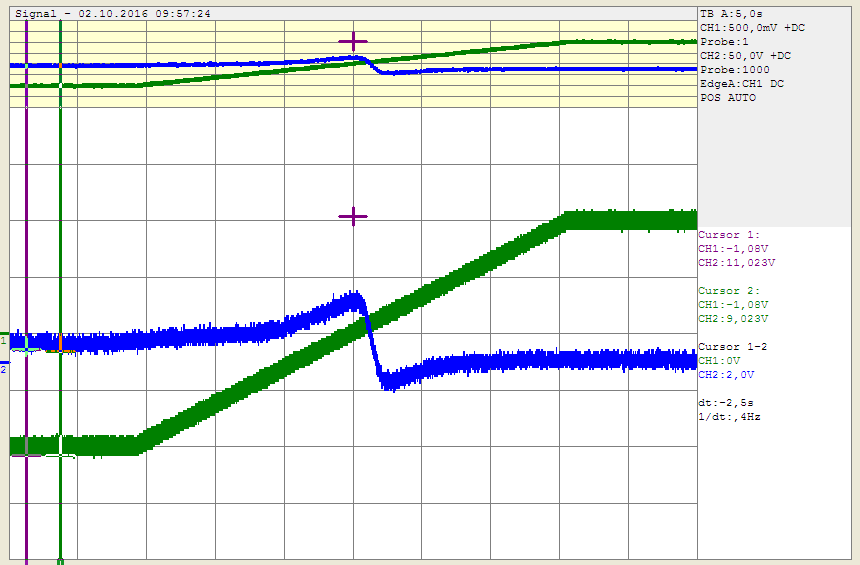 Signal - 02.10.2016 09:57:24
TB A:5,0s
CH1:500,0mV +DC
Probe:1
CH2:50,0V +DC
Probe:1000
EdgeA:CH1 DC
POS AUTO
Cursor 1:
CH1:-1,08V
CH2:11,023V
Cursor 2:
CH1:-1,08V
CH2:9,023V
Cursor 1-2
CH1:0V
CH2:2,0V
dt:-2,5s
1/dt:,4Hz
1
2